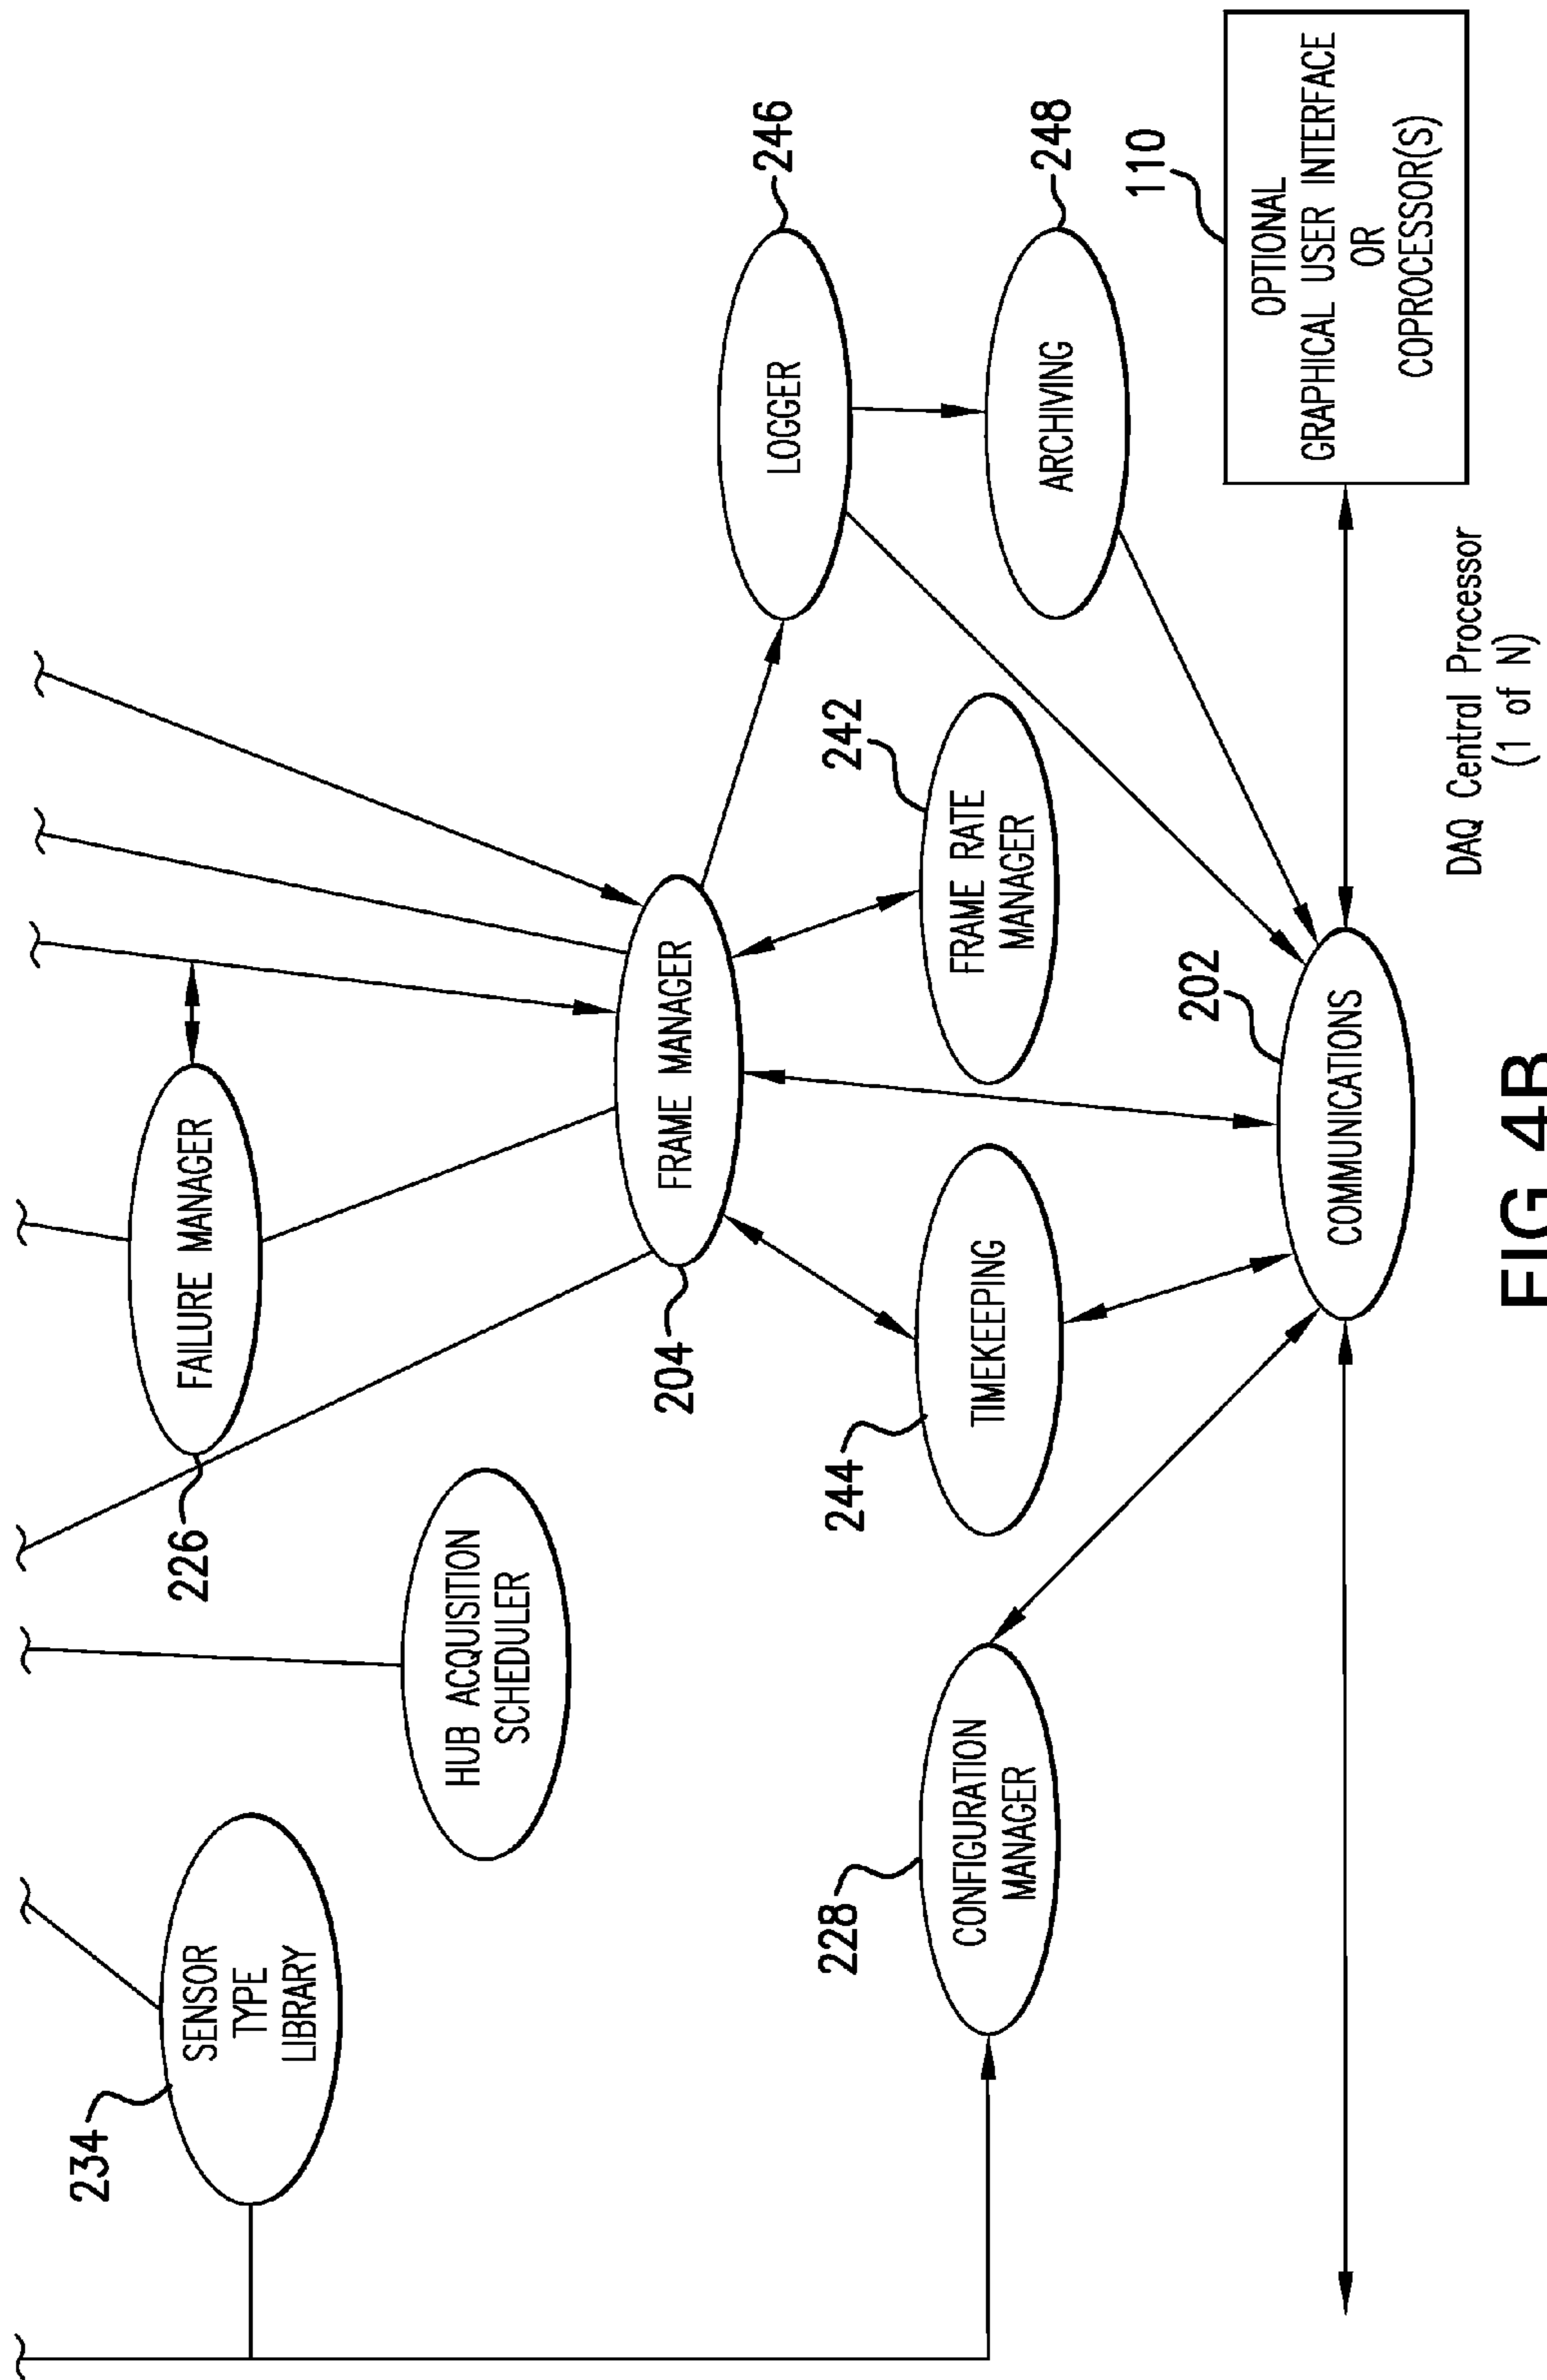 234
SENSOR
TYPE
LIBRARY
HUB ACQUISITION
SCHEDULER
226
FAILURE MANAGER
204
FRAME MANAGER
228
CONFIGURATION
MANAGER
244
TIMEKEEPING
242
FRAME RATE
MANAGER
246
LOGGER
248
ARCHIVING
202
COMMUNICATIONS
110
OPTIONAL
GRAPHICAL USER INTERFACE
OR
COPROCESSOR(S)
DAQ Central Processor
(1 of N)
FIG 4B